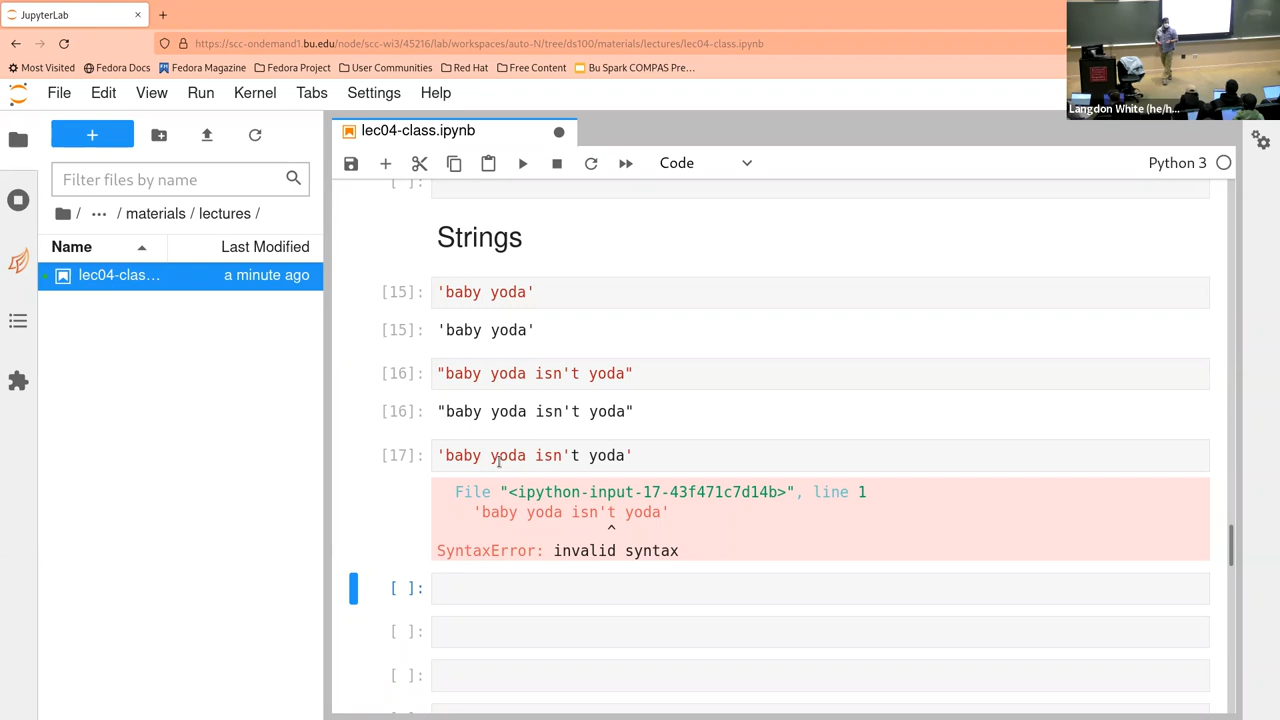 JupyterLab
https://scc-ondemand1.bu.edu/node/scc-wi3/45216/lab/workspaces/auto-N/tree/ds100/materials/lectures/lec04-class.ipynb
Most Visited Fedora Docs Fedora Magazine Fedora Project User Communities Red Hat Free Content Bu Spark COMPAS Pre…
File Edit View Run Kernel Tabs Settings Help
Langdon White (he/h...
lec04-class.ipynb
Code
Python 3
Filter files by name
/ ··· / materials / lectures /
Name Last Modified
lec04-clas… a minute ago
[ ]:
Strings
[15]: 'baby yoda'
[15]: 'baby yoda'
[16]: "baby yoda isn't yoda"
[16]: "baby yoda isn't yoda"
[17]: 'baby yoda isn't yoda'
File "<ipython-input-17-43f471c7d14b>", line 1
'baby yoda isn't yoda'
^
SyntaxError: invalid syntax
[ ]:
[ ]:
[ ]: